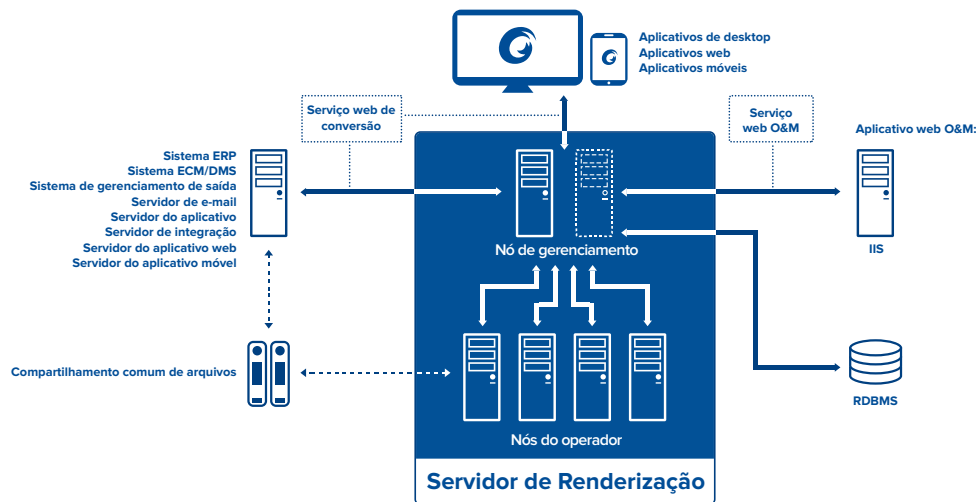 Aplicativos de desktop
Aplicativos web
Aplicativos móveis
Serviço web de
conversão
Serviço
web O&M
Aplicativo web O&M:
Sistema ERP
Sistema ECM/DMS
Sistema de gerenciamento de saída
Servidor de e-mail
Servidor do aplicativo
Servidor de integração
Servidor do aplicativo web
Servidor do aplicativo móvel
Nó de gerenciamento
IIS
Compartilhamento comum de arquivos
RDBMS
Nós do operador
Servidor de Renderização